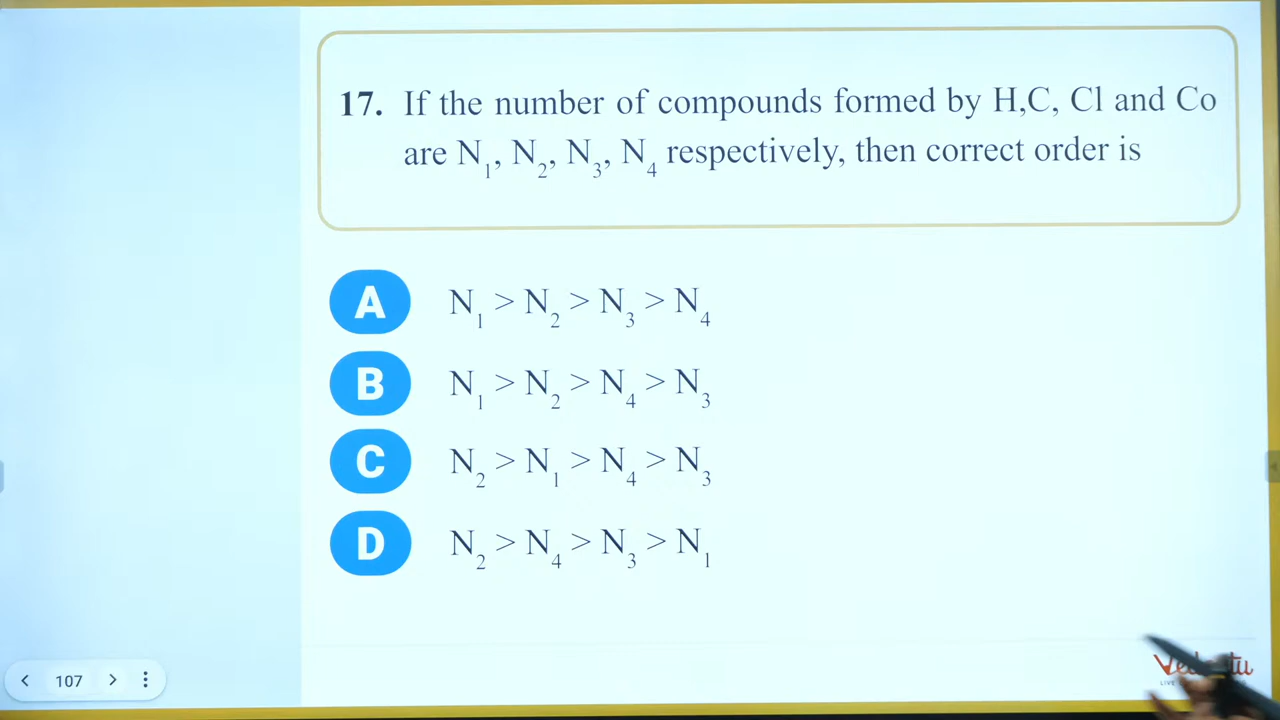 17. If the number of compounds formed by H,C, Cl and Co
are N₁, N₂, N₃, N₄ respectively, then correct order is
A N₁ > N₂ > N₃ > N₄
B N₁ > N₂ > N₄ > N₃
C N₂ > N₁ > N₄ > N₃
D N₂ > N₄ > N₃ > N₁
107